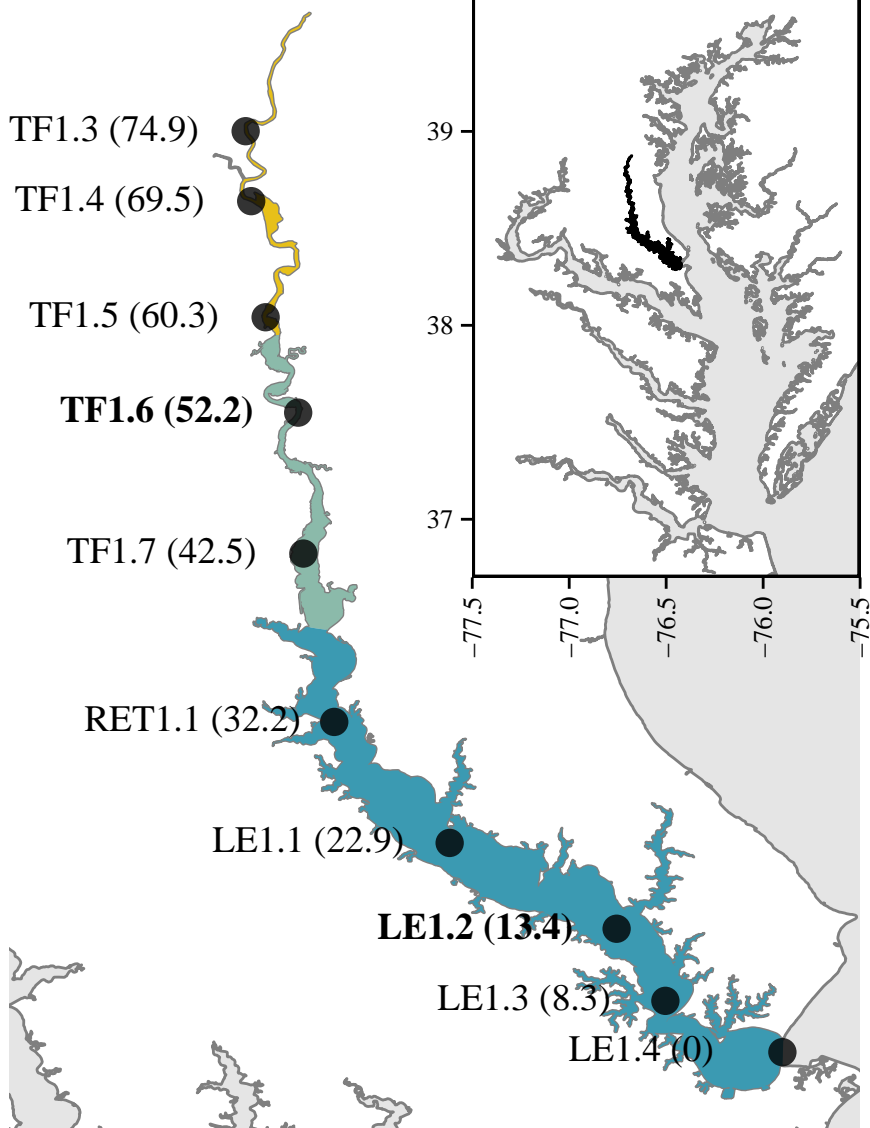 TF1.3 (74.9)
TF1.4 (69.5)
TF1.5 (60.3)
TF1.6 (52.2)
TF1.7 (42.5)
RET1.1 (32.2)
LE1.1 (22.9)
LE1.2 (13.4)
LE1.3 (8.3)
LE1.4 (0)
39
38
37
−77.5
−77.0
−76.5
−76.0
−75.5